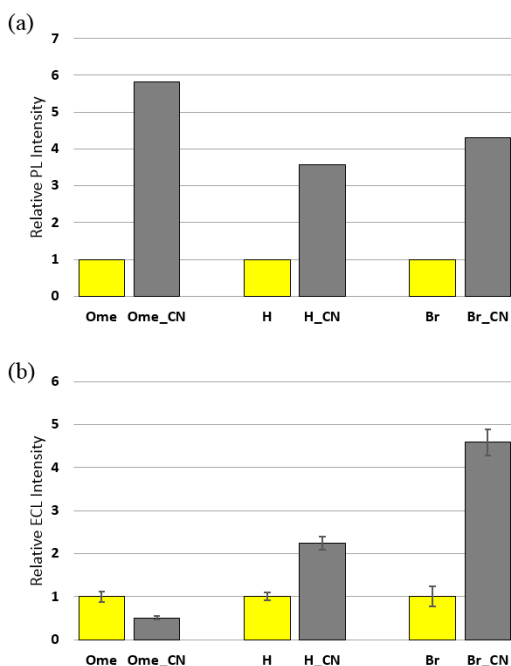 (a)
Relative PL Intensity
7
6
5
4
3
2
1
0
Ome Ome_CN H H_CN Br Br_CN
(b)
Relative ECL Intensity
6
5
4
3
2
1
0
Ome Ome_CN H H_CN Br Br_CN